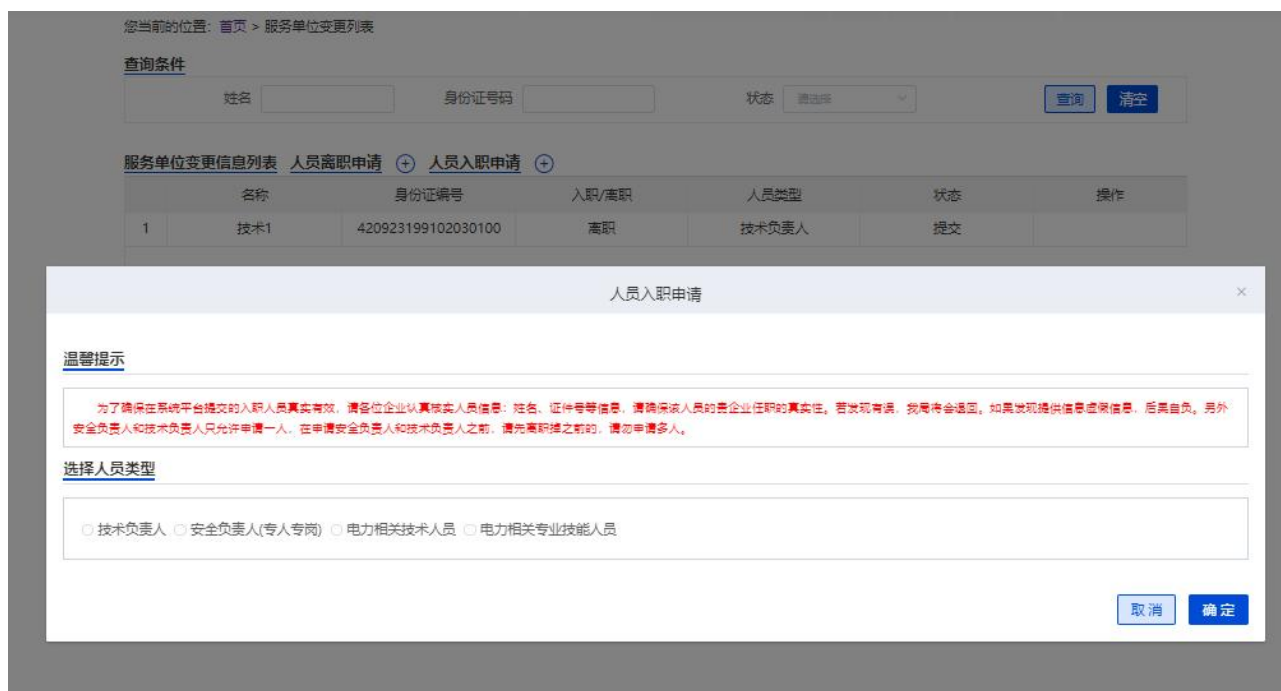 您当前的位置：首页 > 服务单位变更列表
查询条件
姓名 身份证号码 状态 请选择 查询 清空
服务单位变更信息列表 人员离职申请 人员入职申请
名称 身份证编号 入职/离职 人员类型 状态 操作
1 技术1 420923199102030100 离职 技术负责人 提交
人员入职申请
温馨提示
为了确保在系统平台提交的入职人员真实有效，请各位企业认真核实人员信息：姓名、证件号等信息，请确保该人员的贵企业任职的真实性。若发现有误，我局将会退回。如果发现提供信息虚假信息，后果自负。另外
安全负责人和技术负责人只允许申请一人，在申请安全负责人和技术负责人之前，请先离职掉之前的，请勿申请多人。
选择人员类型
技术负责人 安全负责人(专人专岗) 电力相关技术人员 电力相关专业技能人员
取消 确定